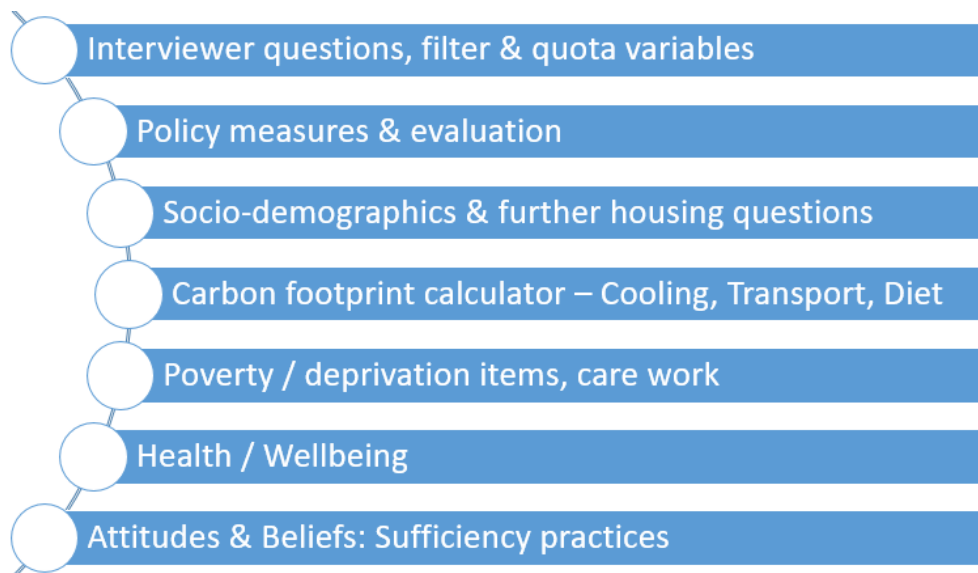 Interviewer questions, filter & quota variables
Policy measures & evaluation
Socio-demographics & further housing questions
Carbon footprint calculator – Cooling, Transport, Diet
Poverty / deprivation items, care work
Health / Wellbeing
Attitudes & Beliefs: Sufficiency practices